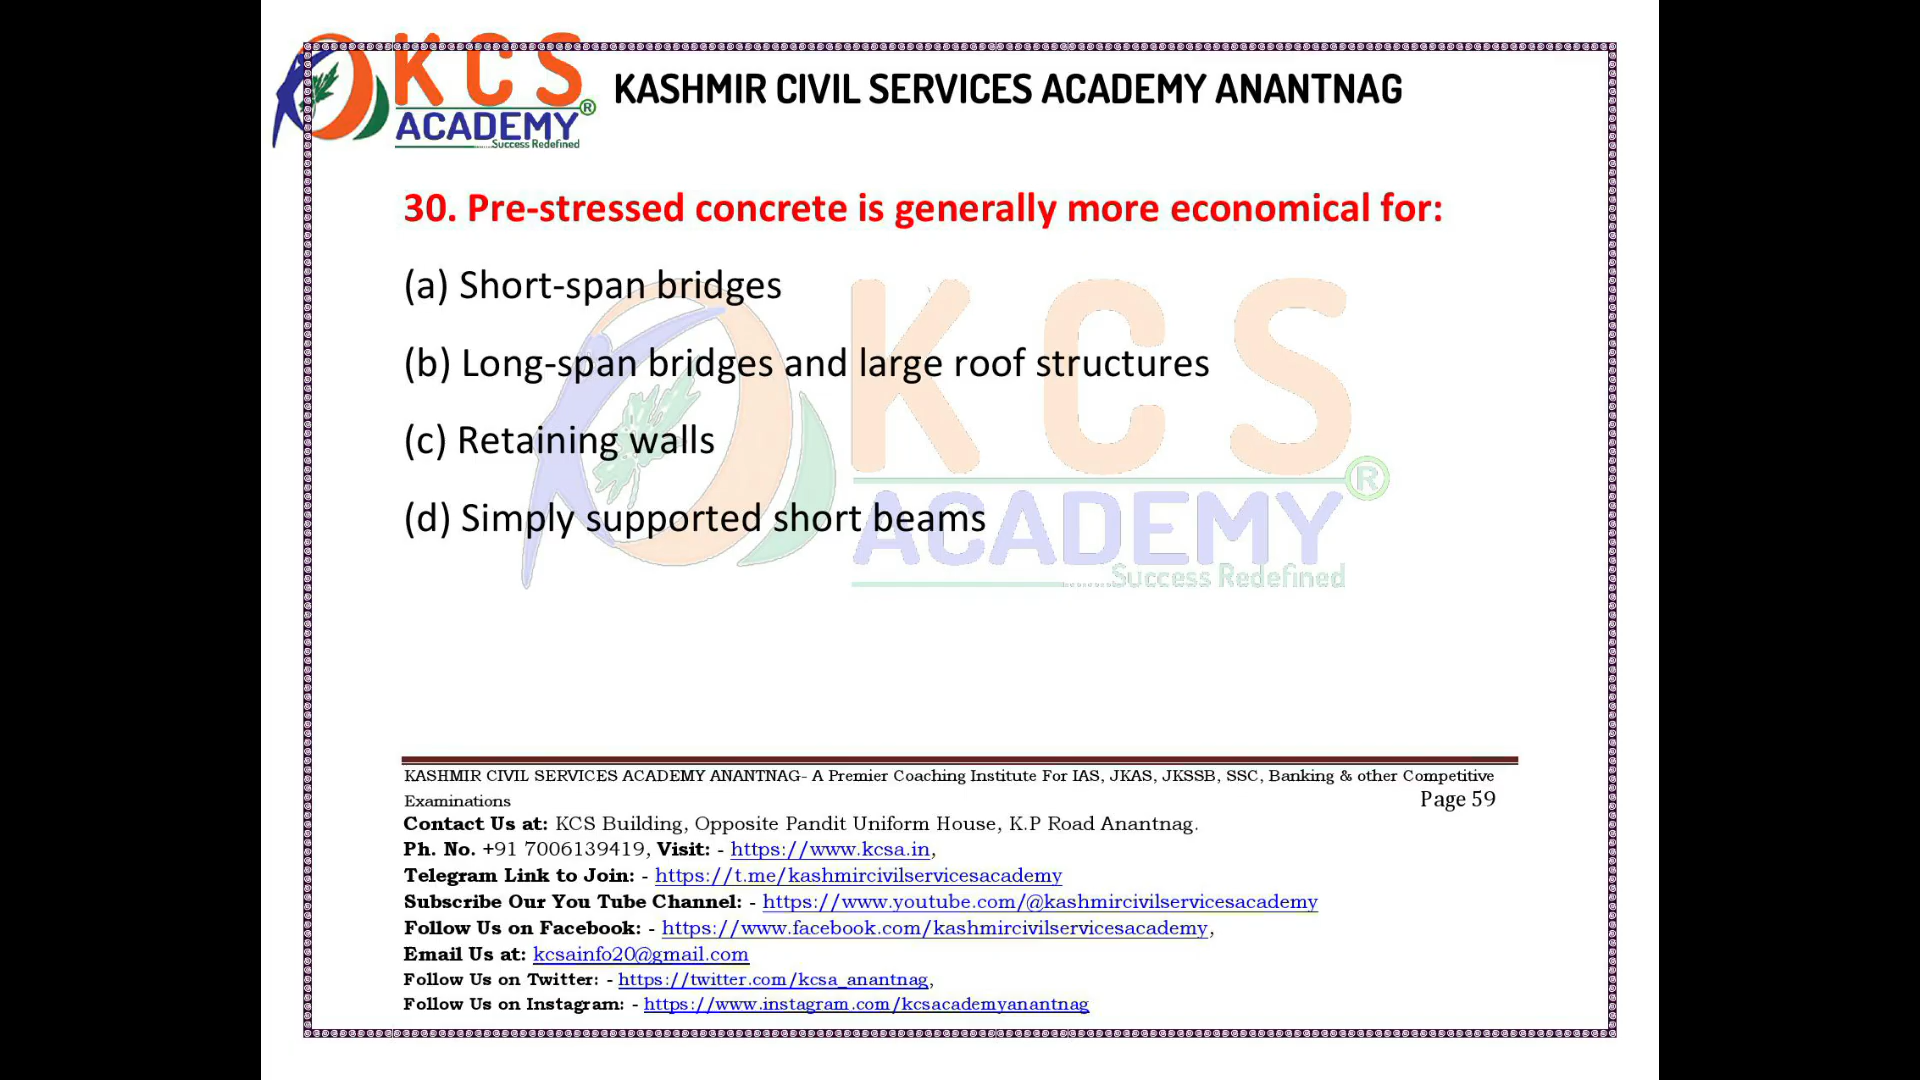 KCS
ACADEMY®
......Success Redefined
KASHMIR CIVIL SERVICES ACADEMY ANANTNAG
30. Pre-stressed concrete is generally more economical for:
(a) Short-span bridges
(b) Long-span bridges and large roof structures
(c) Retaining walls
(d) Simply supported short beams
KCS
ACADEMY®
........Success Redefined
KASHMIR CIVIL SERVICES ACADEMY ANANTNAG- A Premier Coaching Institute For IAS, JKAS, JKSSB, SSC, Banking & other Competitive
Examinations Page 59
Contact Us at: KCS Building, Opposite Pandit Uniform House, K.P Road Anantnag.
Ph. No. +91 7006139419, Visit: - https://www.kcsa.in,
Telegram Link to Join: - https://t.me/kashmircivilservicesacademy
Subscribe Our You Tube Channel: - https://www.youtube.com/@kashmircivilservicesacademy
Follow Us on Facebook: - https://www.facebook.com/kashmircivilservicesacademy,
Email Us at: kcsainfo20@gmail.com
Follow Us on Twitter: - https://twitter.com/kcsa_anantnag,
Follow Us on Instagram: - https://www.instagram.com/kcsacademyanantnag